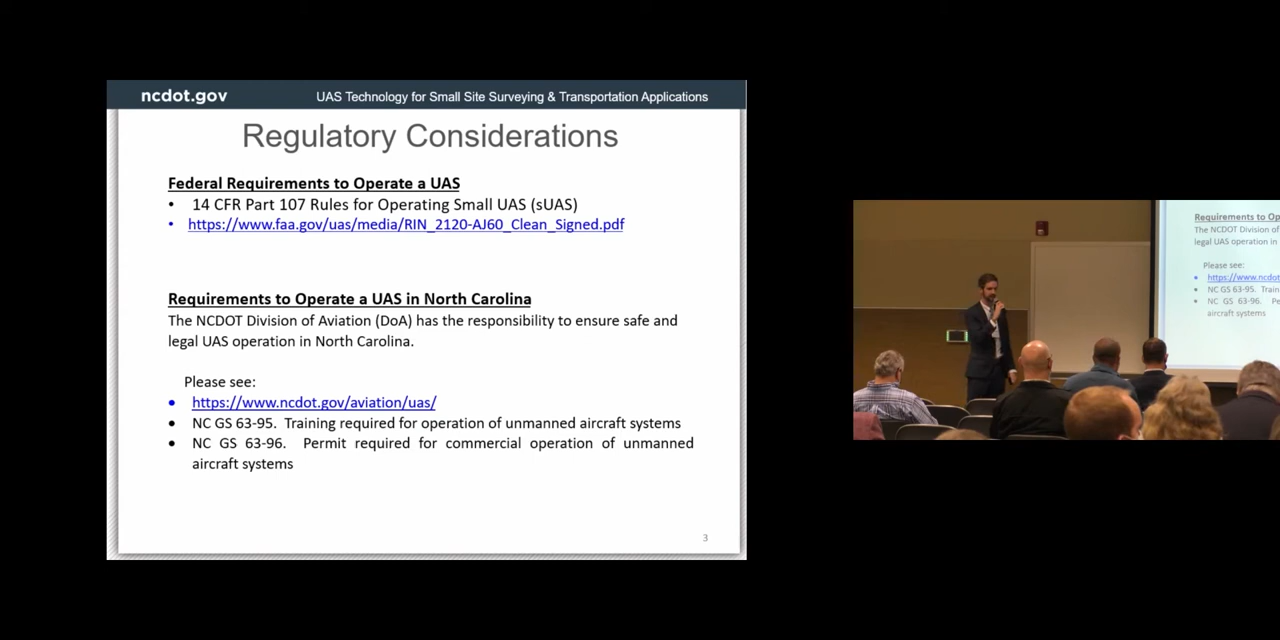 ncdot.gov
UAS Technology for Small Site Surveying & Transportation Applications
Regulatory Considerations
Federal Requirements to Operate a UAS
• 14 CFR Part 107 Rules for Operating Small UAS (sUAS)
• https://www.faa.gov/uas/media/RIN_2120-AJ60_Clean_Signed.pdf
Requirements to Operate a UAS in North Carolina
The NCDOT Division of Aviation (DoA) has the responsibility to ensure safe and
legal UAS operation in North Carolina.
Please see:
• https://www.ncdot.gov/aviation/uas/
• NC GS 63-95. Training required for operation of unmanned aircraft systems
• NC GS 63-96. Permit required for commercial operation of unmanned
aircraft systems
3
Requirements to Op
The NCDOT Division of
legal UAS operation in
Please see:
• https://www.ncdot
• NC GS 63-95. Train
• NC GS 63-96. Pe
aircraft systems